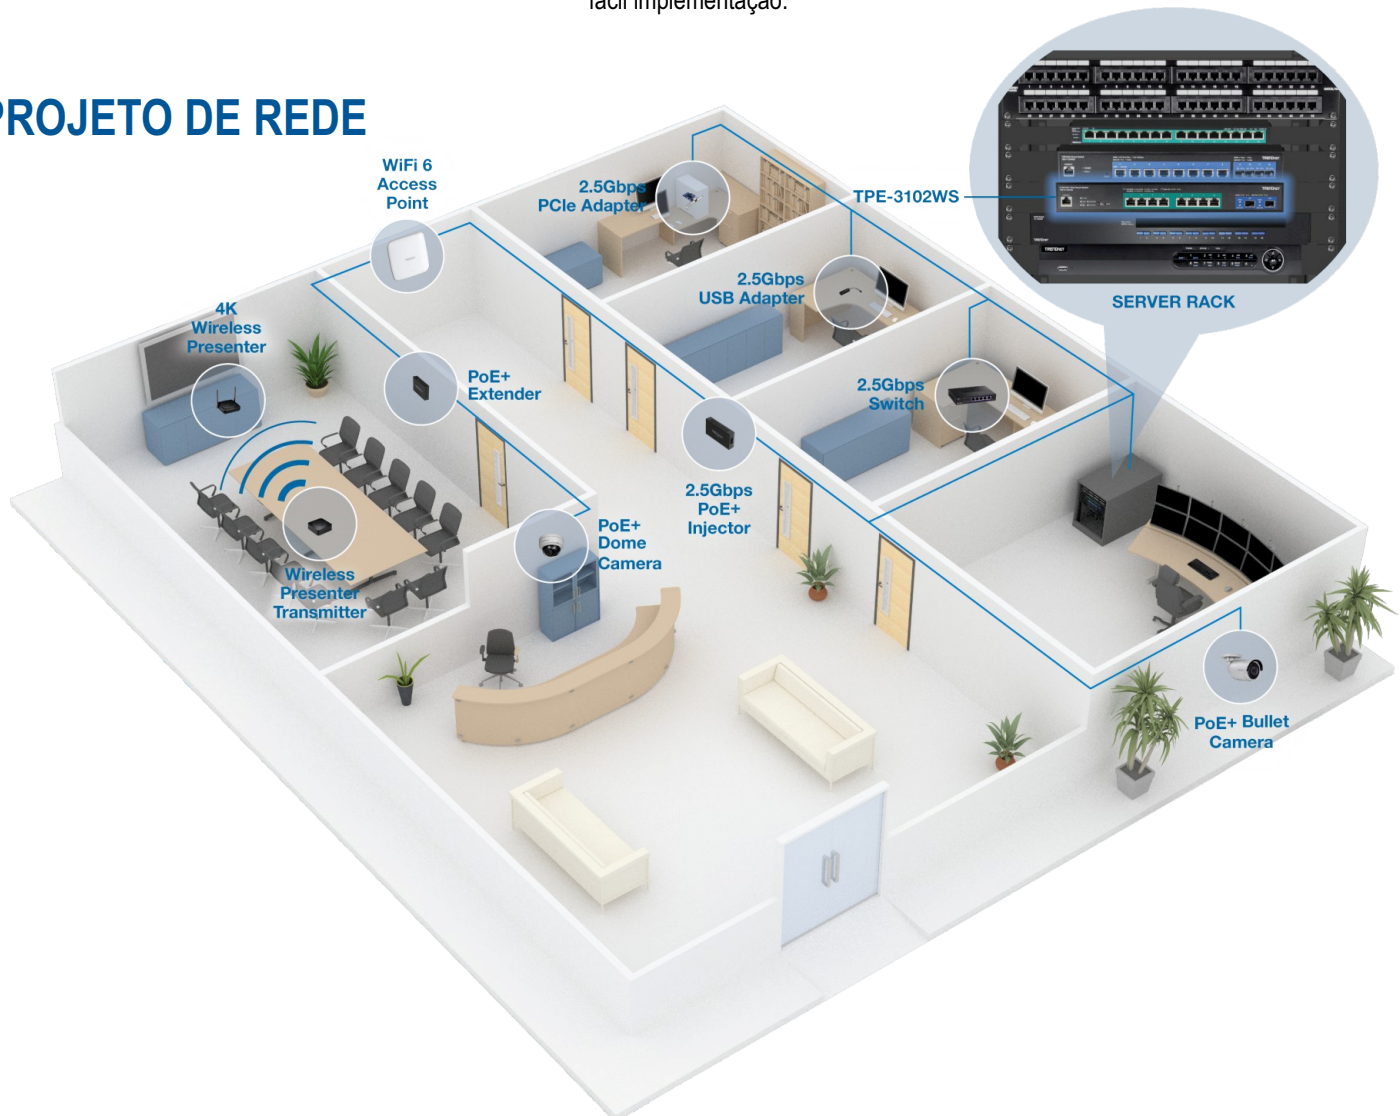 fácil implementação.
PROJETO DE REDE
WiFi 6
Access
Point
2.5Gbps
PCIe Adapter
TPE-3102WS
SERVER RACK
2.5Gbps
USB Adapter
4K
Wireless
Presenter
PoE+
Extender
2.5Gbps
Switch
2.5Gbps
PoE+
Injector
PoE+
Dome
Camera
Wireless
Presenter
Transmitter
PoE+ Bullet
Camera